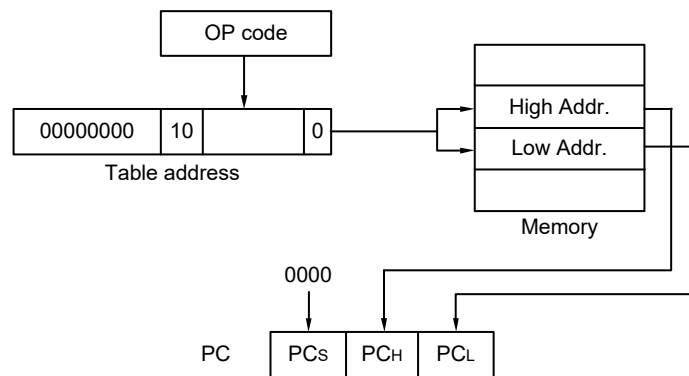 OP code
00000000 10 0
Table address
High Addr.
Low Addr.
Memory
0000
PC PCS PCH PCL